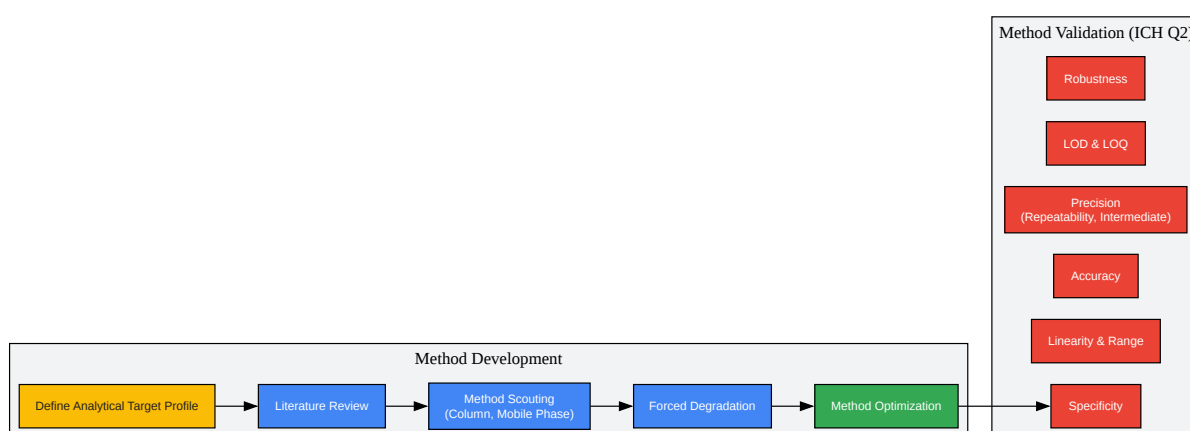 Method Validation (ICH Q2)
Robustness
LOD & LOQ
Precision
(Repeatability, Intermediate)
Accuracy
Linearity & Range
Specificity
Method Development
Define Analytical Target Profile
Literature Review
Method Scouting
(Column, Mobile Phase)
Forced Degradation
Method Optimization